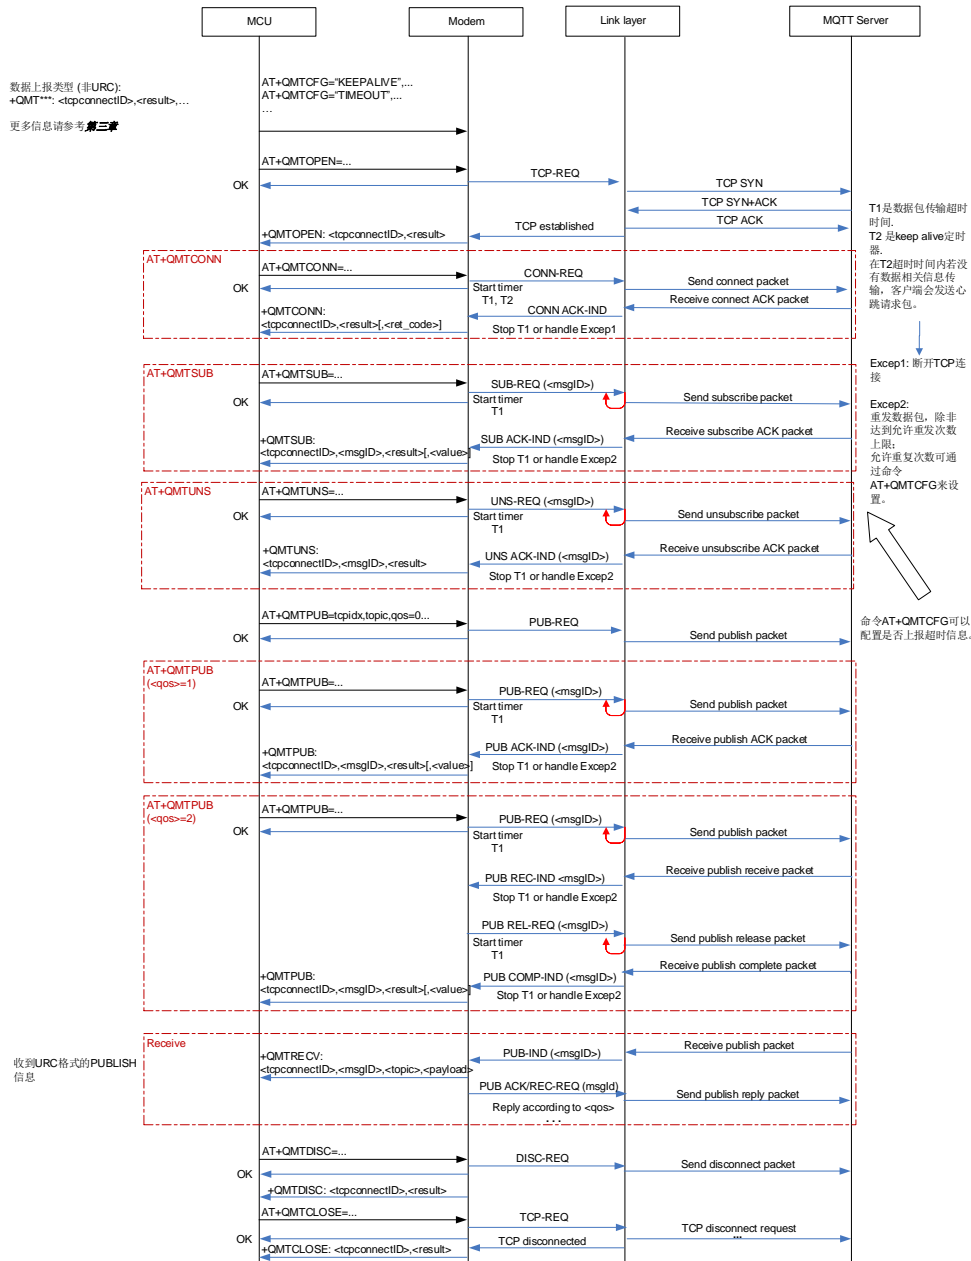 MCU
Modem
Link layer
MQTT Server
数据上报类型 (非URC):
+QMT***: <tcpconnectID>,<result>,…
更多信息请参考第三章
AT+QMTCFG="KEEPALIVE",...
AT+QMTCFG="TIMEOUT",...
…
AT+QMTOPEN=...
OK
TCP-REQ
TCP SYN
TCP SYN+ACK
TCP ACK
TCP established
+QMTOPEN: <tcpconnectID>,<result>
T1是数据包传输超时
时间.
T2 是keep alive定时
器.
在T2超时时间内若没
有数据相关信息传
输，客户端会发送心
跳请求包。
AT+QMTCONN
AT+QMTCONN=...
OK
CONN-REQ
Start timer
T1, T2
Send connect packet
Receive connect ACK packet
CONN ACK-IND
+QMTCONN:
<tcpconnectID>,<result>[,<ret_code>]
Stop T1 or handle Excep1
Excep1: 断开TCP连
接
Excep2:
重发数据包，除非
达到允许重发次数
上限；
允许重复次数可通
过命令
AT+QMTCFG来设
置。
AT+QMTSUB
AT+QMTSUB=...
OK
SUB-REQ (<msgID>)
Start timer
T1
Send subscribe packet
Receive subscribe ACK packet
SUB ACK-IND (<msgID>)
+QMTSUB:
<tcpconnectID>,<msgID>,<result>[,<value>]
Stop T1 or handle Excep2
AT+QMTUNS
AT+QMTUNS=...
OK
UNS-REQ (<msgID>)
Start timer
T1
Send unsubscribe packet
Receive unsubscribe ACK packet
+QMTUNS:
<tcpconnectID>,<msgID>,<result>
UNS ACK-IND (<msgID>)
Stop T1 or handle Excep2
命令AT+QMTCFG可以
配置是否上报超时信息.
AT+QMTPUB=tcpidx,topic,qos=0...
OK
PUB-REQ
Send publish packet
AT+QMTPUB
(<qos>=1)
AT+QMTPUB=...
OK
PUB-REQ (<msgID>)
Start timer
T1
Send publish packet
Receive publish ACK packet
+QMTPUB:
<tcpconnectID>,<msgID>,<result>[,<value>]
PUB ACK-IND (<msgID>)
Stop T1 or handle Excep2
AT+QMTPUB
(<qos>=2)
AT+QMTPUB=...
OK
PUB-REQ (<msgID>)
Start timer
T1
Send publish packet
Receive publish receive packet
PUB REC-IND <msgID>)
Stop T1 or handle Excep2
PUB REL-REQ (<msgID>)
Start timer
T1
Send publish release packet
Receive publish complete packet
+QMTPUB:
<tcpconnectID>,<msgID>,<result>[,<value>]
PUB COMP-IND (<msgID>)
Stop T1 or handle Excep2
Receive
收到URC格式的PUBLISH
信息
Receive publish packet
PUB-IND (<msgID>)
+QMTRECV:
<tcpconnectID>,<msgID>,<topic>,<payload>
PUB ACK/REC-REQ (msgId)
Send publish reply packet
Reply according to <qos>
...
AT+QMTDISC=...
OK
DISC-REQ
Send disconnect packet
+QMTDISC: <tcpconnectID>,<result>
AT+QMTCLOSE=...
OK
TCP-REQ
TCP disconnect request
...
TCP disconnected
+QMTCLOSE: <tcpconnectID>,<result>